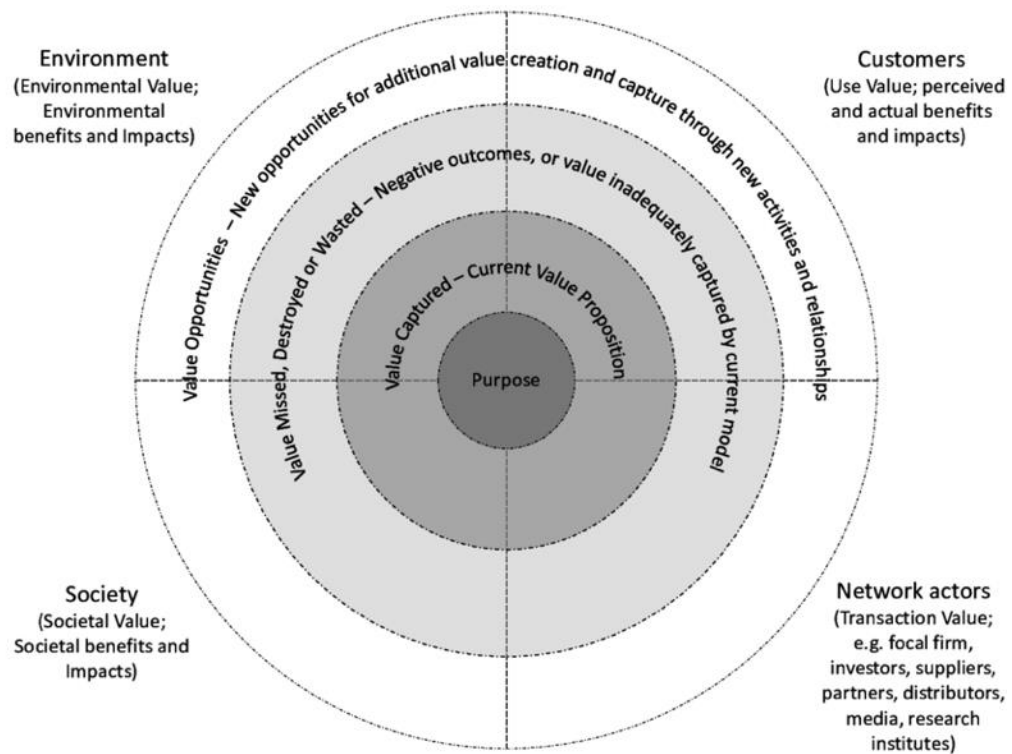 Environment
(Environmental Value;
Environmental
benefits and Impacts)
Customers
(Use Value; perceived
and actual benefits
and impacts)
Value Opportunities – New opportunities for additional value creation and capture through new activities and relationships
Value Missed, Destroyed or Wasted – Negative outcomes, or value inadequately captured by current model
Value Captured – Current Value Proposition
Purpose
Society
(Societal Value;
Societal benefits and
Impacts)
Network actors
(Transaction Value;
e.g. focal firm,
investors, suppliers,
partners, distributors,
media, research
institutes)